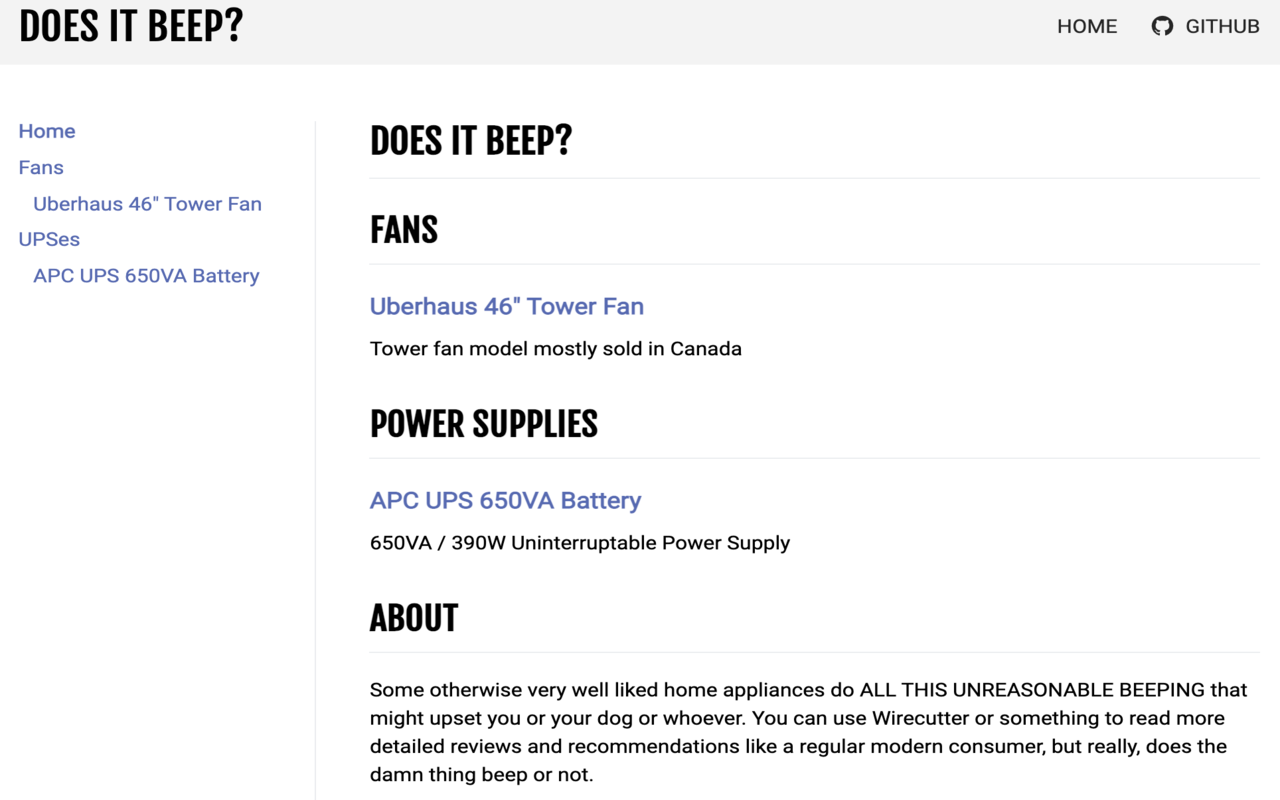 DOES IT BEEP?
HOME
GITHUB
Home
Fans
Uberhaus 46" Tower Fan
UPSes
APC UPS 650VA Battery
DOES IT BEEP?
FANS
Uberhaus 46" Tower Fan
Tower fan model mostly sold in Canada
POWER SUPPLIES
APC UPS 650VA Battery
650VA / 390W Uninterruptable Power Supply
ABOUT
Some otherwise very well liked home appliances do ALL THIS UNREASONABLE BEEPING that
might upset you or your dog or whoever. You can use Wirecutter or something to read more
detailed reviews and recommendations like a regular modern consumer, but really, does the
damn thing beep or not.